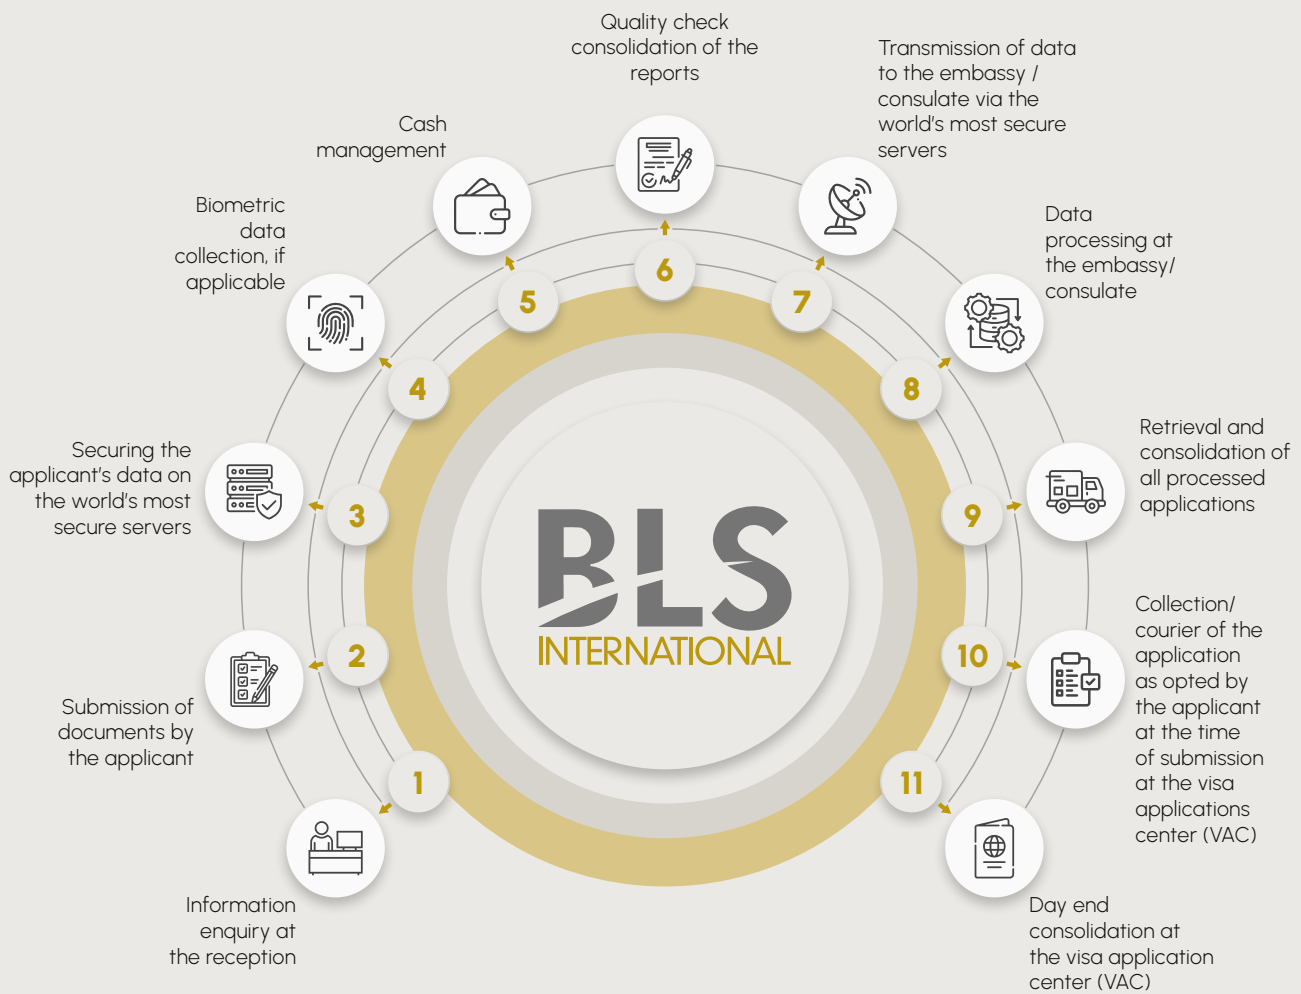 Quality check
consolidation of the
reports
Transmission of data
to the embassy /
consulate via the
world's most secure
servers
Cash
management
Biometric
data
collection, if
applicable
Data
processing at
the embassy/
consulate
Securing the
applicant's data on
the world's most
secure servers
Retrieval and
consolidation of
all processed
applications
Submission of
documents by
the applicant
Collection/
courier of the
application
as opted by
the applicant
at the time
of submission
at the visa
applications
center (VAC)
Information
enquiry at
the reception
Day end
consolidation at
the visa application
center (VAC)
1
2
3
4
5
6
7
8
9
10
11
BLS
INTERNATIONAL